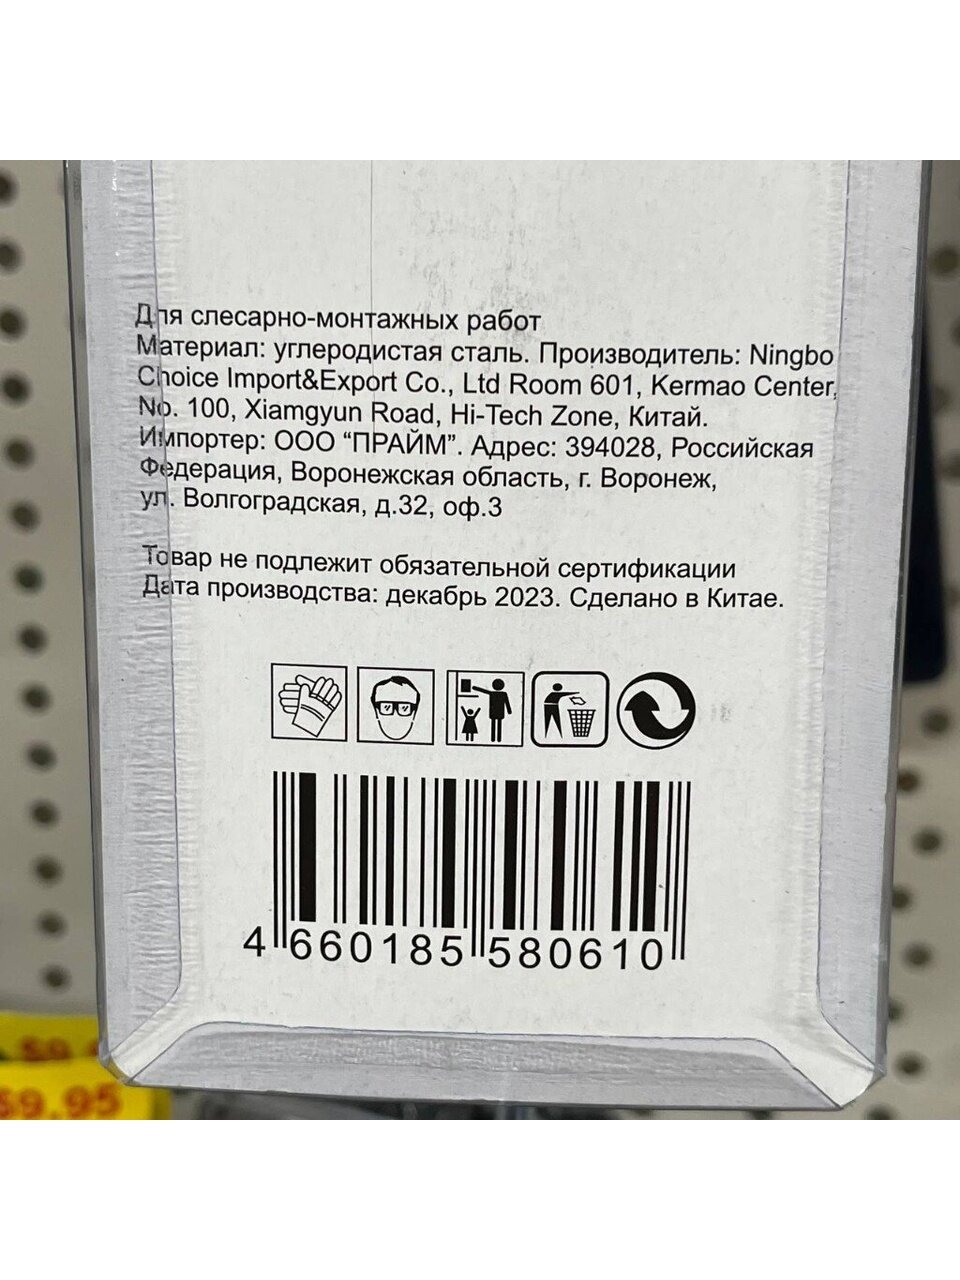 Для слесарно-монтажных работ
Материал: углеродистая сталь. Производитель: Ningbo
Choice Import&Export Co., Ltd Room 601, Kermao Center,
No. 100, Xiamgyun Road, Hi-Tech Zone, Китай.
Импортер: ООО “ПРАЙМ”. Адрес: 394028, Российская
Федерация, Воронежская область, г. Воронеж,
ул. Волгоградская, д.32, оф.3
Товар не подлежит обязательной сертификации
Дата производства: декабрь 2023. Сделано в Китае.
4 660185 580610
$9.95